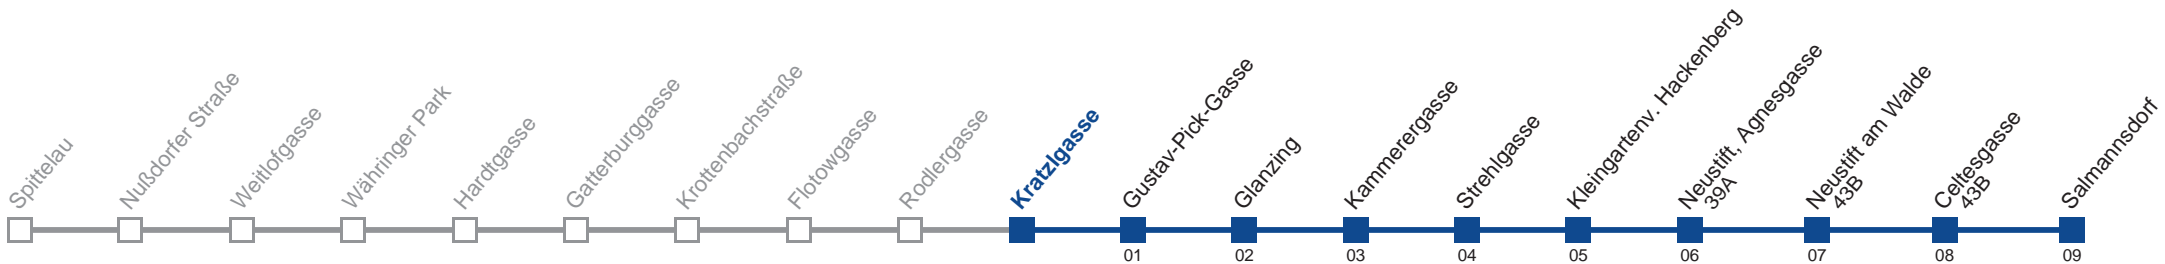 Spittelau
Nußdorfer Straße
Weitlofgasse
Währinger Park
Hardtgasse
Gatterburggasse
Krottenbachstraße
Flotowgasse
Rodlergasse
Kratzlgasse
Gustav-Pick-Gasse
Glanzing
Kammerergasse
Strehlgasse
Kleingartenv. Hackenberg
Neustift, Agnesgasse
39A
Neustift am Walde
43B
Celtesgasse
43B
Salmannsdorf
01
02
03
04
05
06
07
08
09